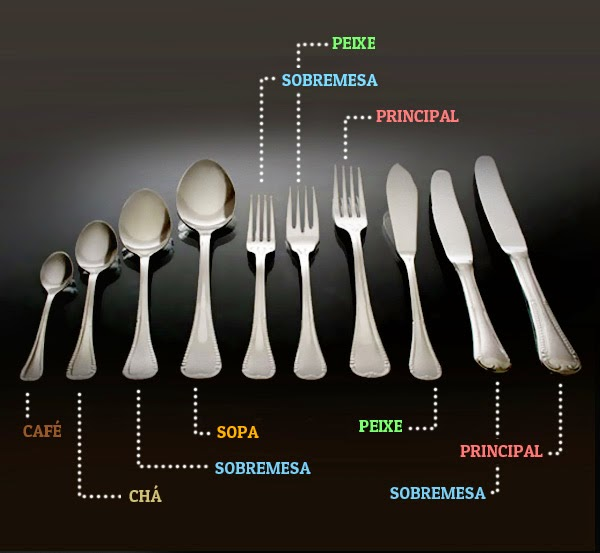 PEIXE
SOBREMESA
PRINCIPAL
CAFÉ
SOPA
PEIXE
PRINCIPAL
SOBREMESA
CHÁ
SOBREMESA